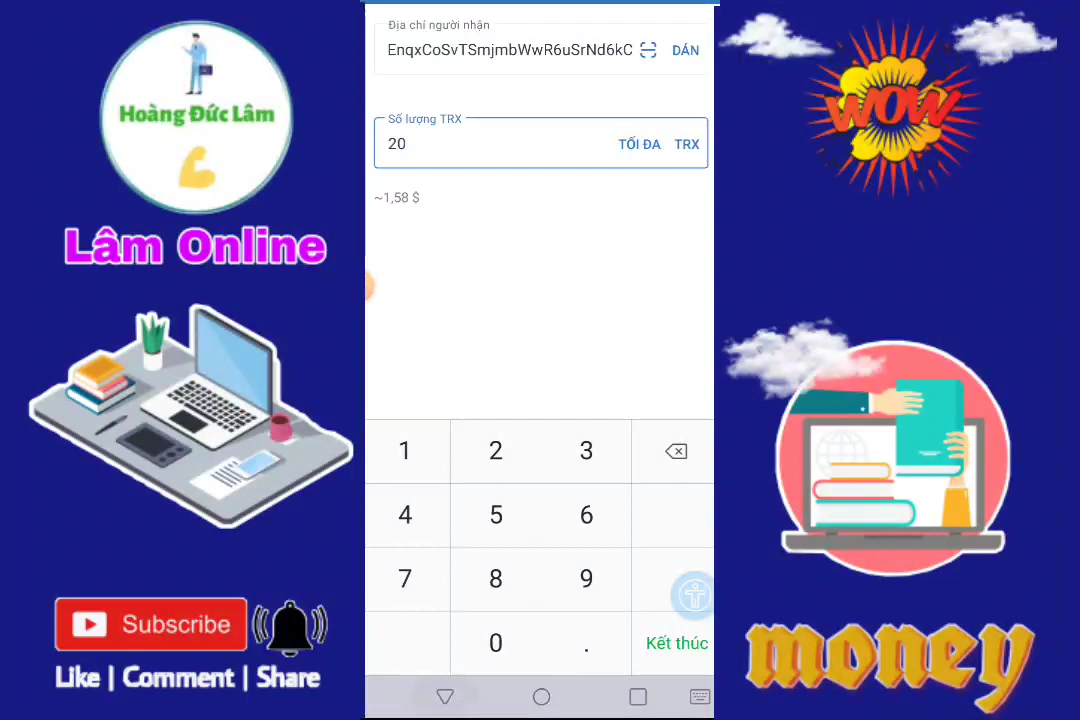 Hoàng Đức Lâm
Lâm Online
Subscribe
Like | Comment | Share
Địa chỉ người nhận
EnqxCoSvTSmjmbWwR6uSrNd6kC
DÁN
Số lượng TRX
20
TỐI ĐA TRX
~1,58 $
1 2 3
4 5 6
7 8 9
0 . Kết thúc
WOW
money